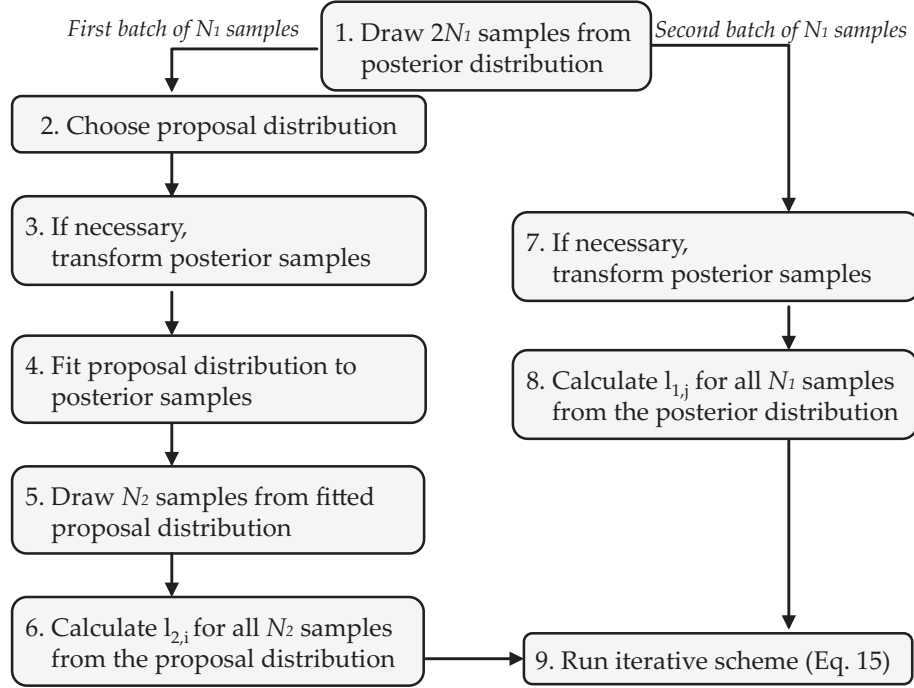 First batch of N₁ samples
1. Draw 2N₁ samples from
posterior distribution
Second batch of N₁ samples
2. Choose proposal distribution
3. If necessary,
transform posterior samples
4. Fit proposal distribution to
posterior samples
5. Draw N₂ samples from fitted
proposal distribution
6. Calculate l₂,ᵢ for all N₂ samples
from the proposal distribution
7. If necessary,
transform posterior samples
8. Calculate l₁,ⱼ for all N₁ samples
from the posterior distribution
9. Run iterative scheme (Eq. 15)